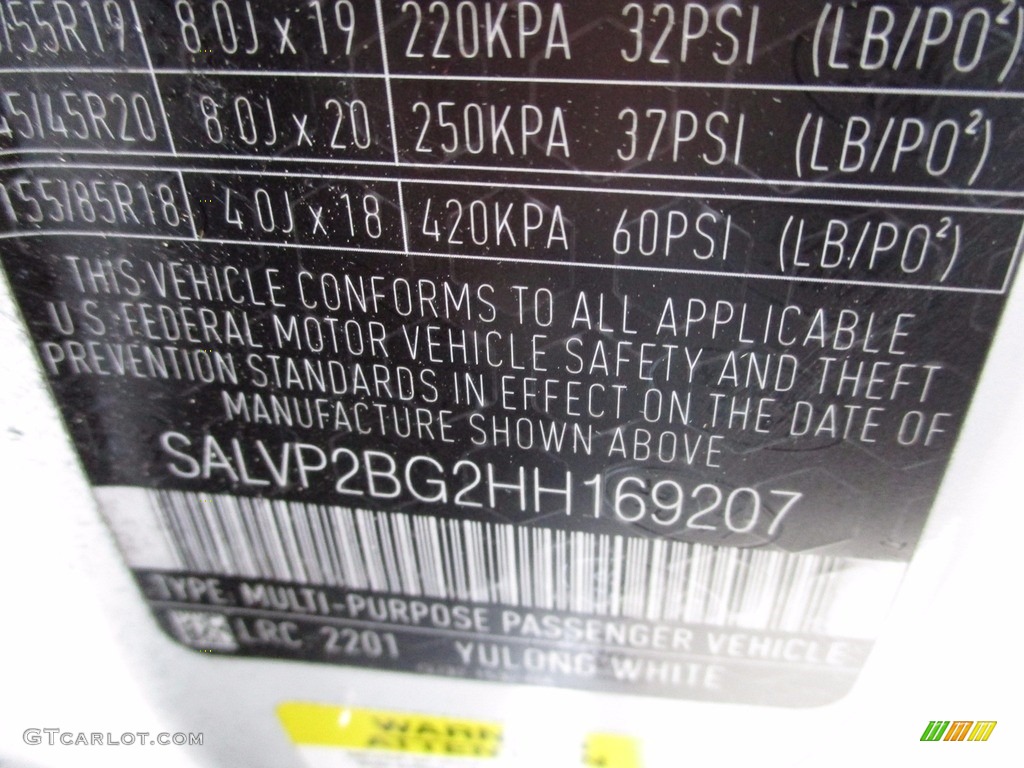 /55R19 8.0J x 19 220KPA 32PSI (LB/PO²)
5/45R20 8.0J x 20 250KPA 37PSI (LB/PO²)
155/85R18 4.0J x 18 420KPA 60PSI (LB/PO²)
THIS VEHICLE CONFORMS TO ALL APPLICABLE
U.S. FEDERAL MOTOR VEHICLE SAFETY AND THEFT
PREVENTION STANDARDS IN EFFECT ON THE DATE OF
MANUFACTURE SHOWN ABOVE
SALVP2BG2HH169207
TYPE: MULTI-PURPOSE PASSENGER VEHICLE
LRC 2201 YULONG WHITE
WARN
ATTEN
GTCARLOT.COM